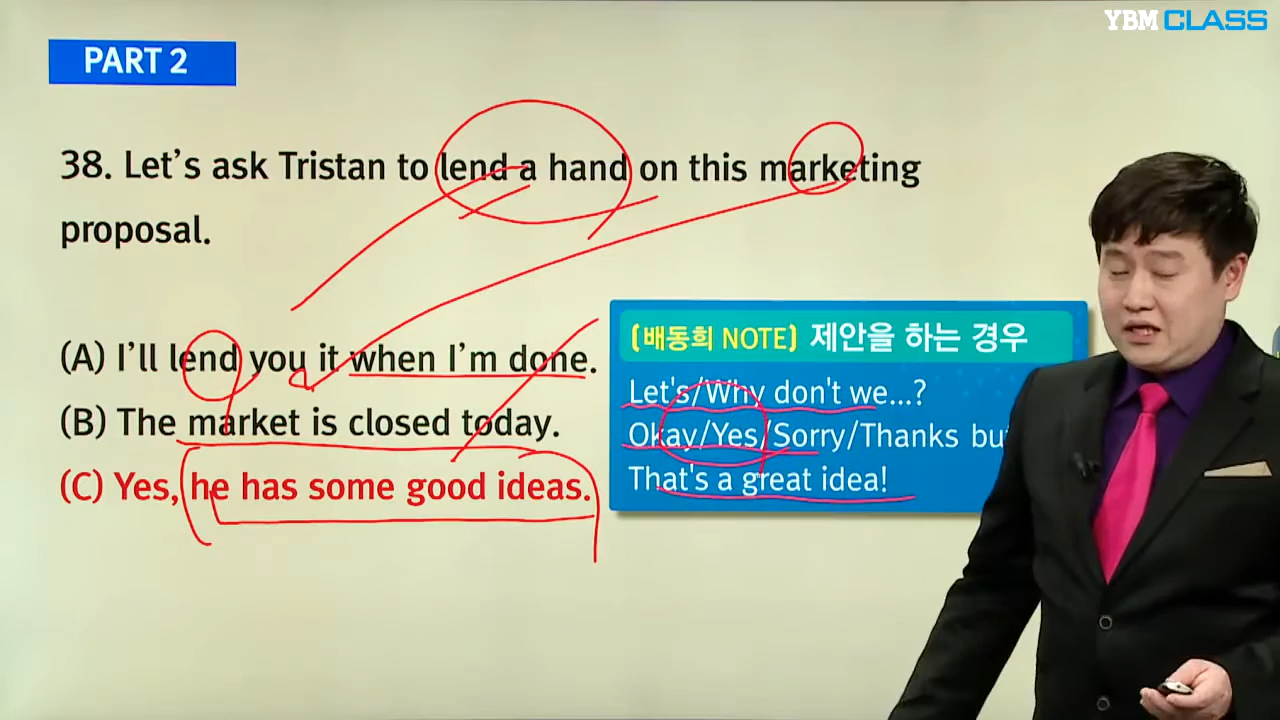 YBM CLASS
PART 2
38. Let's ask Tristan to lend a hand on this marketing
proposal.
(A) I'll lend you it when I'm done.
(B) The market is closed today.
(C) Yes, he has some good ideas.
[배동희 NOTE] 제안을 하는 경우
Let's/Why don't we...?
Okay/Yes/Sorry/Thanks
That's a great idea!